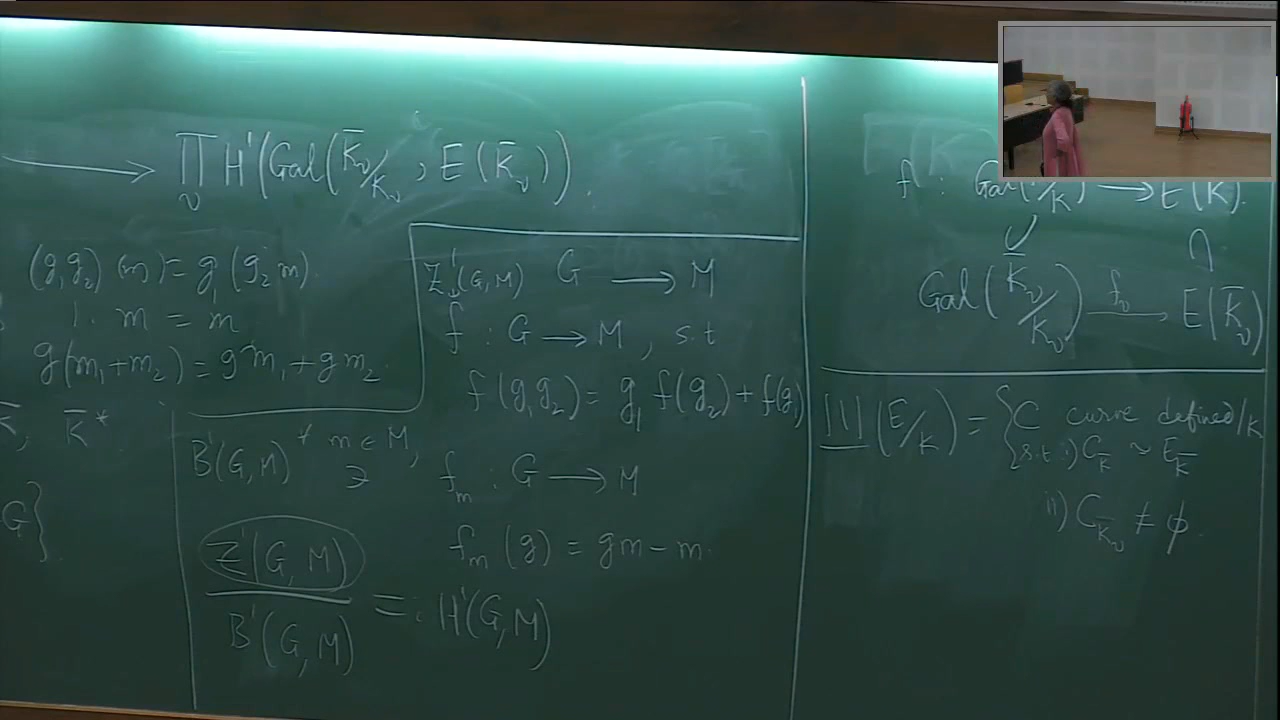 ⟶ ∏_v H¹(Gal(K̄_v/K_v), E(K̄_v)).
(g₁g₂)(m) = g₁(g₂m).
1. m = m
g(m₁+m₂) = gm₁+gm₂.
K̄, K̄*
G}.
Z¹(G,M) G ⟶ M
f : G ⟶ M, s.t
f(g₁g₂) = g₁f(g₂)+f(g₁)
B¹(G,M) ∀ m ∈ M,
∋
f_m : G ⟶ M
f_m(g) = gm − m.
Z¹(G,M)
B¹(G,M)
=: H¹(G,M)
f : Gal( /K) ⟶ E(K̄).
Gal(K̄_v/K_v) —f_v→ E(K̄_v)
Ш(E/K) = {C curve defined/K
s.t i) C_K̄ ~ E_K̄
ii) C_K_v ≠ ϕ.